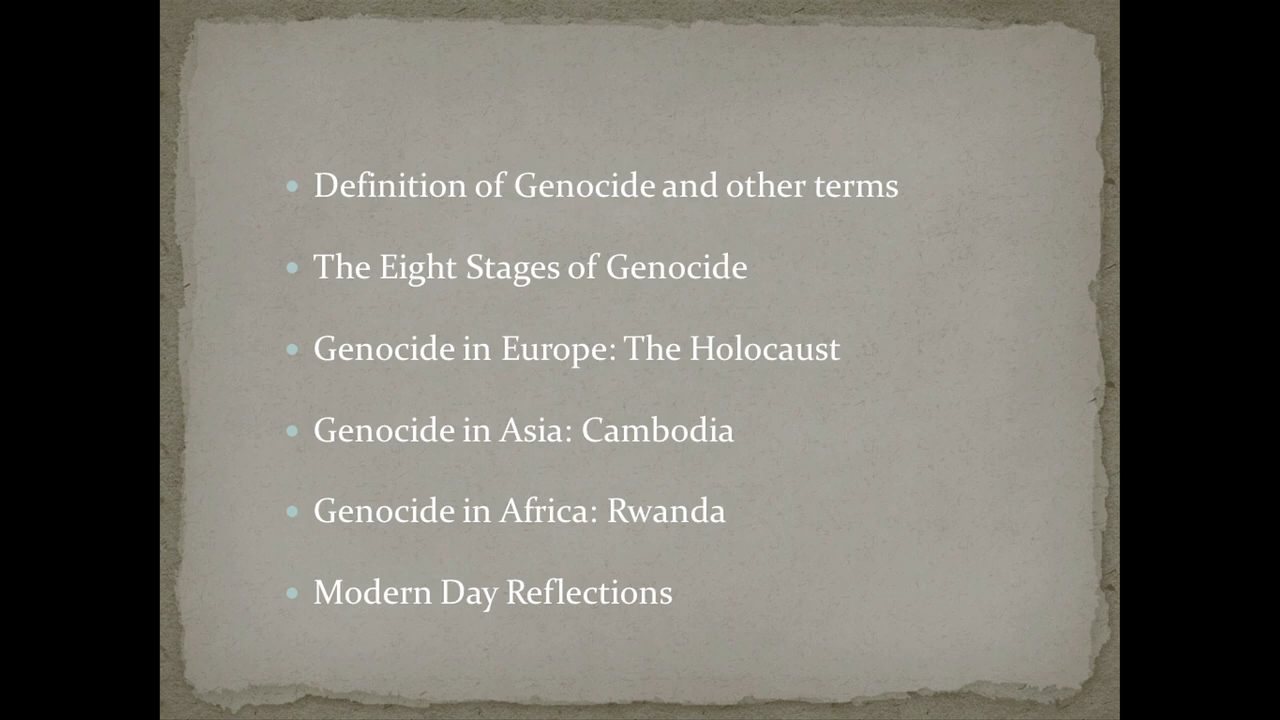 • Definition of Genocide and other terms
• The Eight Stages of Genocide
• Genocide in Europe: The Holocaust
• Genocide in Asia: Cambodia
• Genocide in Africa: Rwanda
• Modern Day Reflections